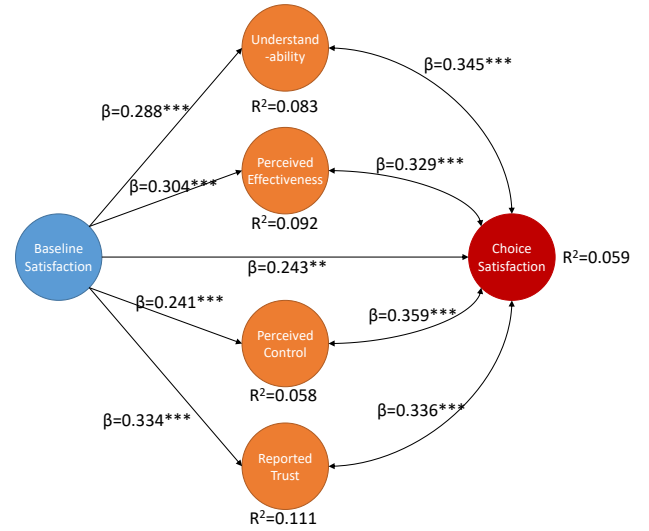 Understand
-ability
β=0.345***
β=0.288***
R²=0.083
Perceived
Effectiveness
β=0.329***
β=0.304***
R²=0.092
Baseline
Satisfaction
Choice
Satisfaction
R²=0.059
β=0.243**
β=0.241***
Perceived
Control
β=0.359***
R²=0.058
β=0.334***
β=0.336***
Reported
Trust
R²=0.111